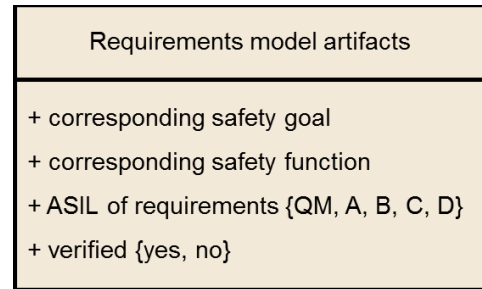 Requirements model artifacts
+ corresponding safety goal
+ corresponding safety function
+ ASIL of requirements {QM, A, B, C, D}
+ verified {yes, no}